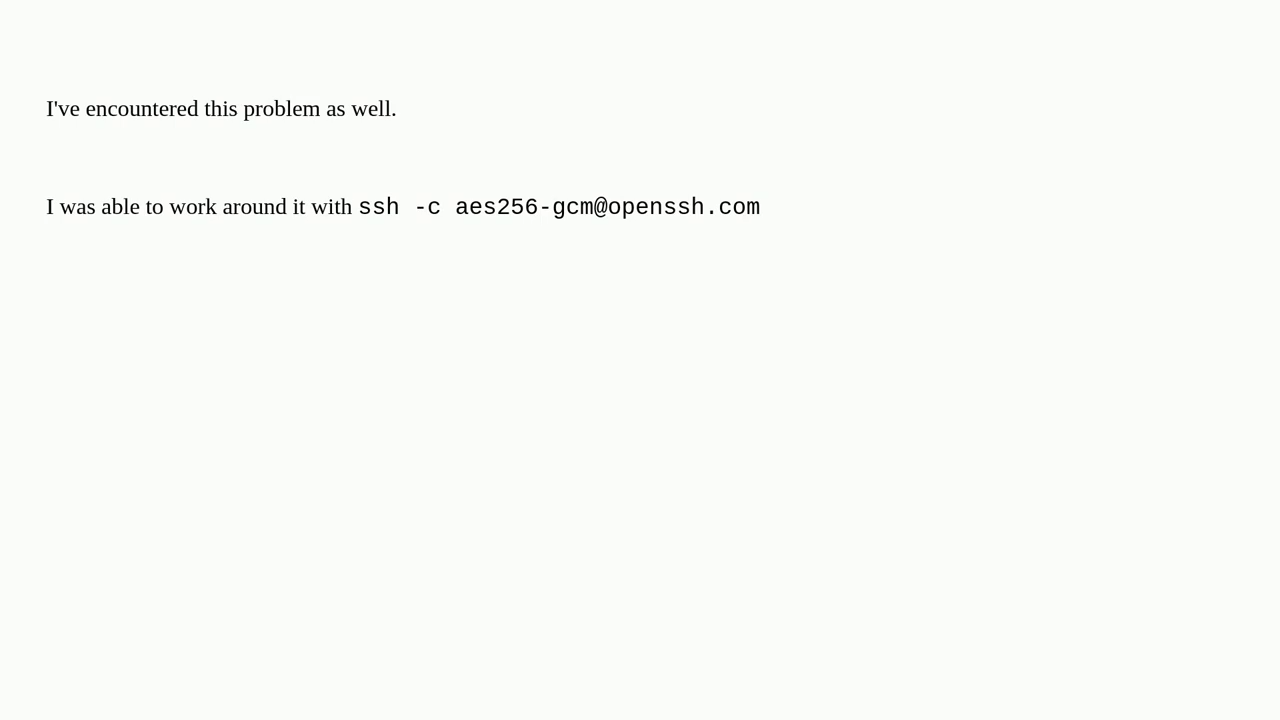 I've encountered this problem as well.
I was able to work around it with ssh -c aes256-gcm@openssh.com